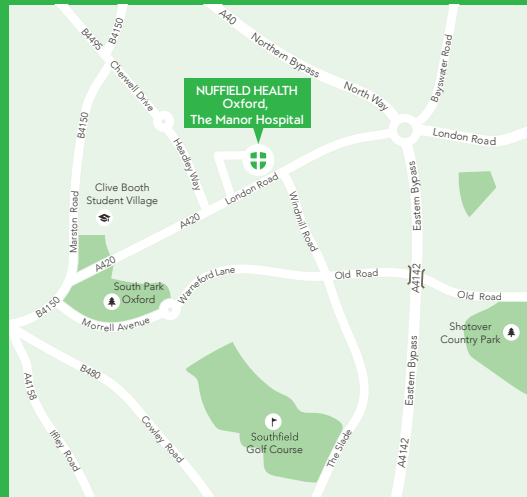 A40
B4495
B4150
Northern Bypass
Bayswater Road
Cherwell Drive
North Way
NUFFIELD HEALTH
Oxford,
The Manor Hospital
B4150
London Road
Headley Way
Eastern Bypass
Clive Booth
Student Village
London Road
Marston Road
Windmill Road
A420
A420
Warneford Lane
Old Road
A4142
South Park
Oxford
Old Road
B4150
Morrell Avenue
Shotover
Country Park
Eastern Bypass
B480
A4158
Cowley Road
Iffley Road
Southfield
Golf Course
The Slade
A4142